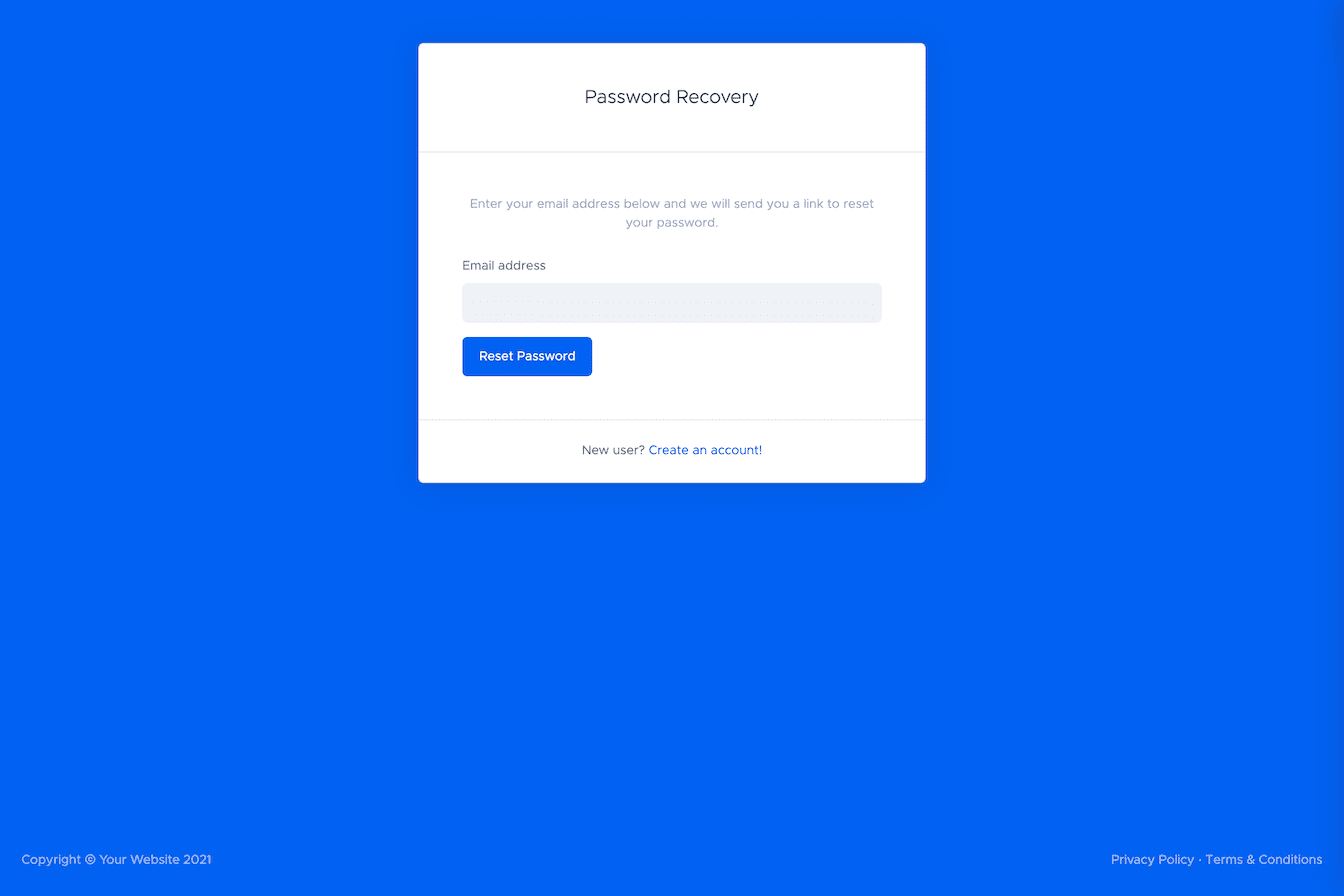 Password Recovery
Enter your email address below and we will send you a link to reset
your password.
Email address
Reset Password
New user? Create an account!
Copyright © Your Website 2021
Privacy Policy · Terms & Conditions